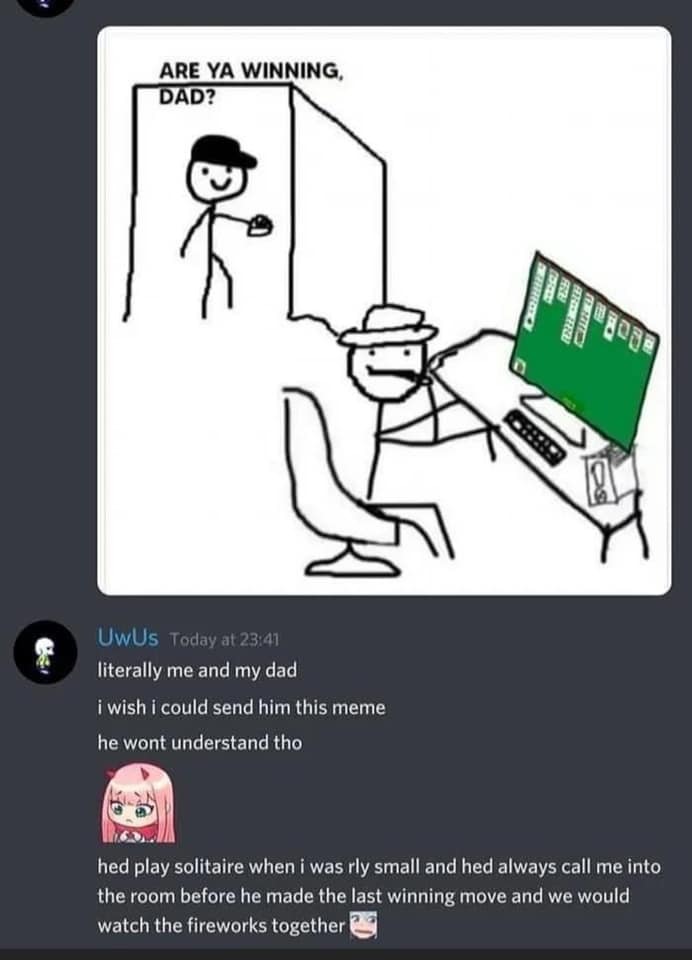 ARE YA WINNING,
DAD?
UwUs Today at 23:41
literally me and my dad
i wish i could send him this meme
he wont understand tho
hed play solitaire when i was rly small and hed always call me into
the room before he made the last winning move and we would
watch the fireworks together